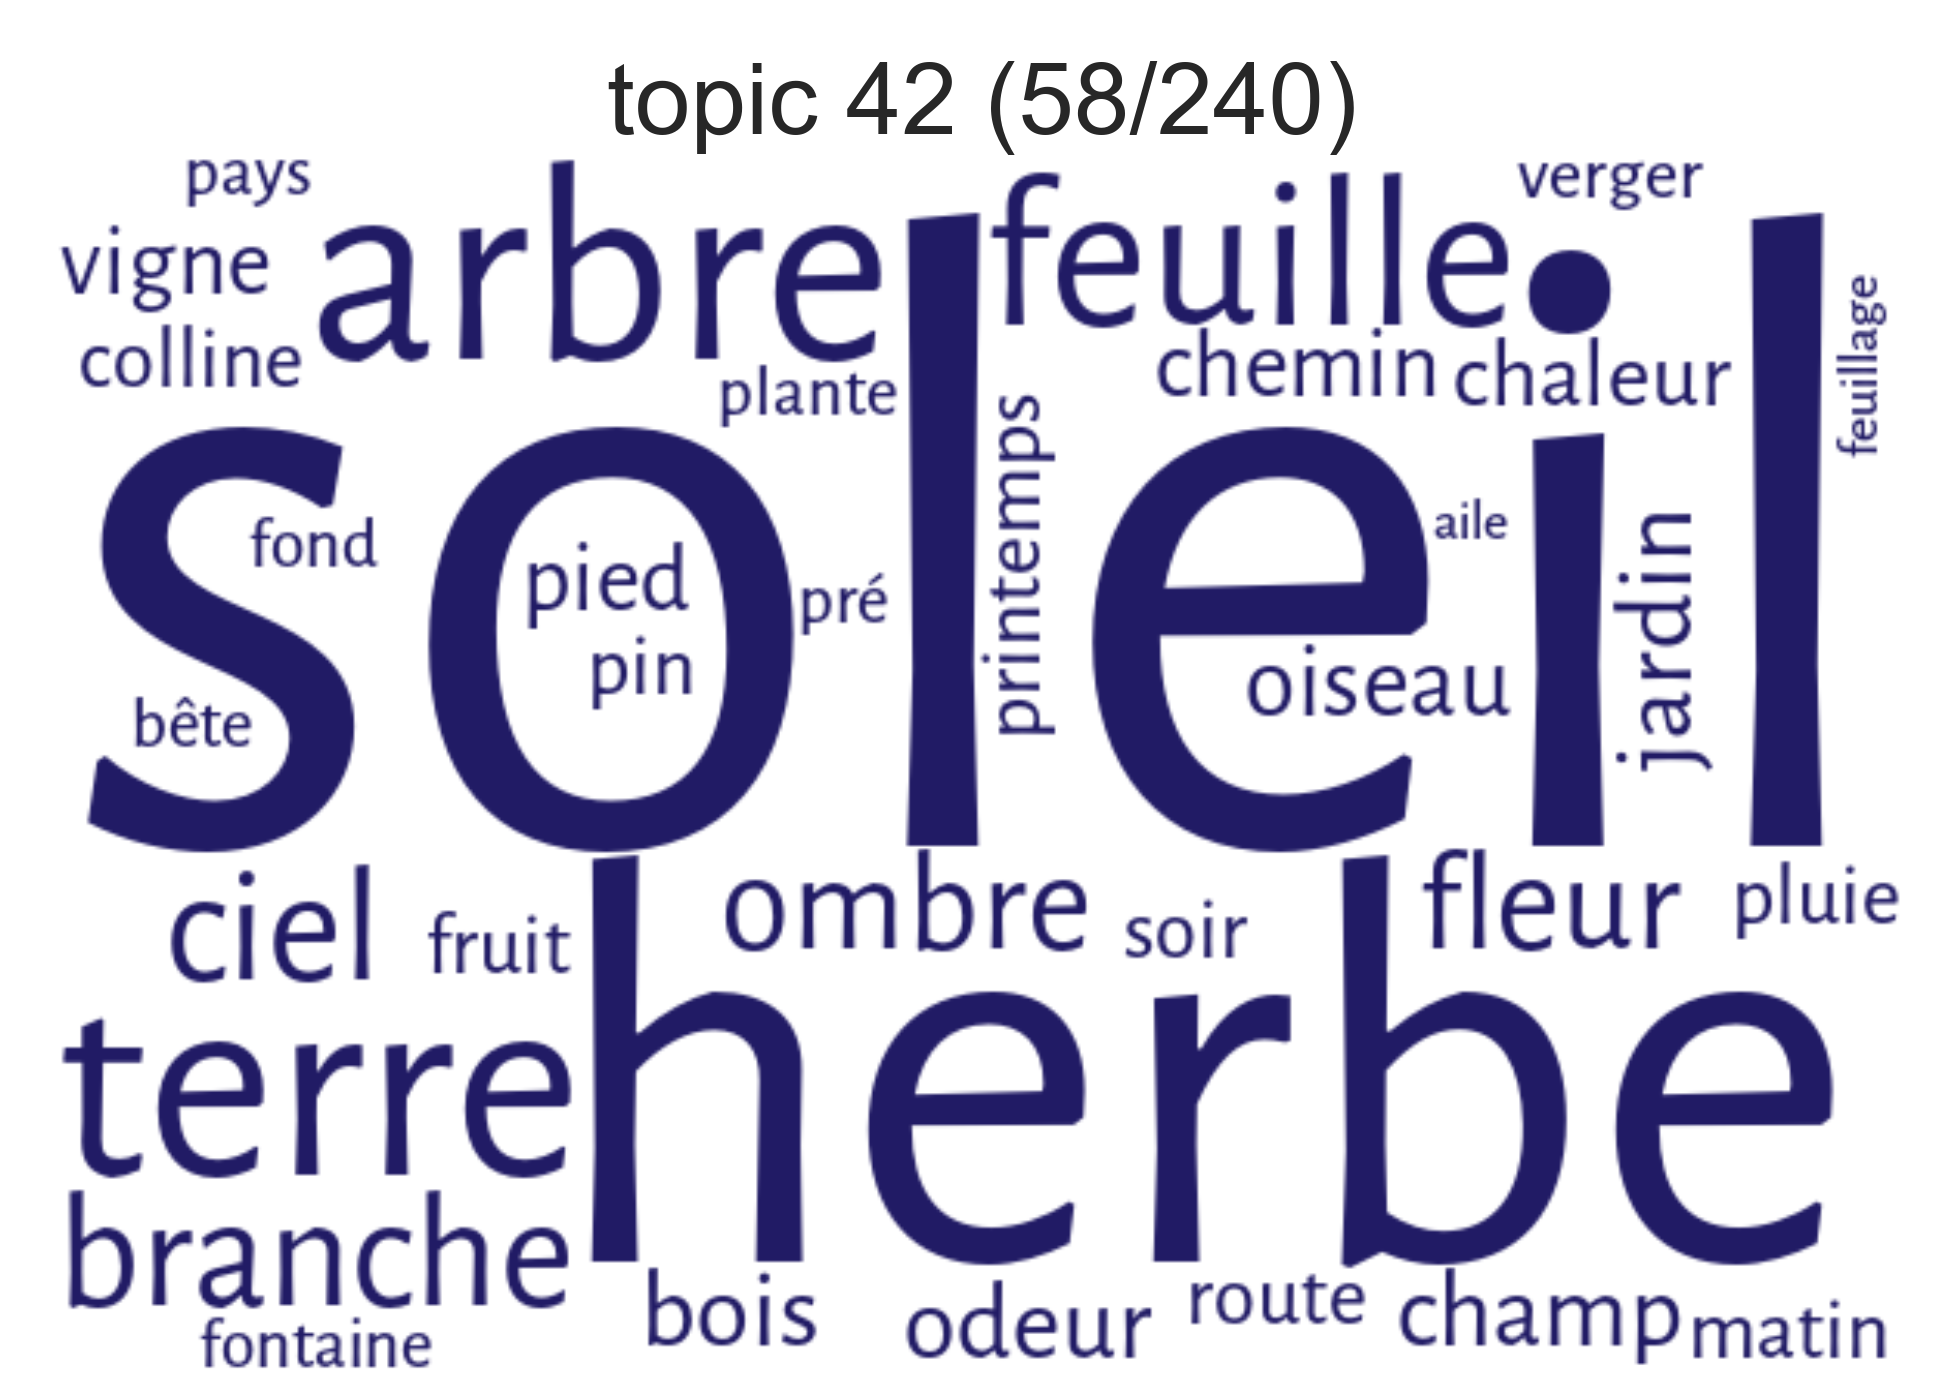 topic 42 (58/240)
pays
verger
vigne
arbre
feuille
colline
plante
chemin
chaleur
feuillage
soleil
printemps
fond
pied
pré
pin
aile
oiseau
jardin
bête
ciel
fruit
ombre
soir
fleur
pluie
terre
herbe
branche
bois
odeur
route
champ
matin
fontaine